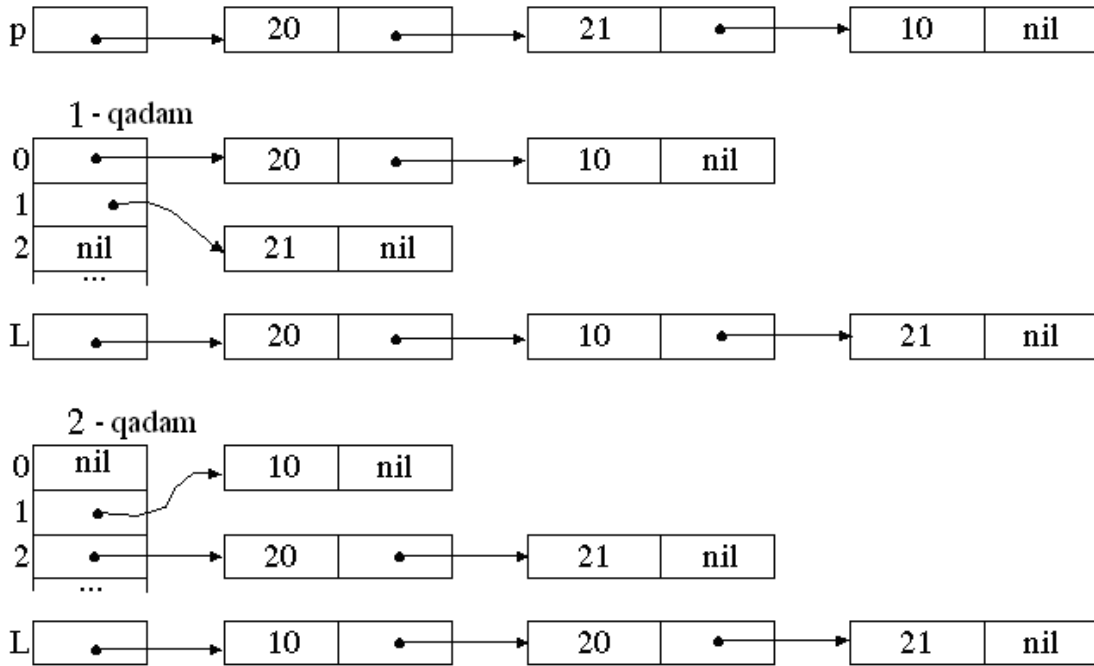 p 20 21 10 nil
1 - qadam
0 20 10 nil
1
2 nil 21 nil
...
L 20 10 21 nil
2 - qadam
0 nil 10 nil
1
2 20 21 nil
...
L 10 20 21 nil